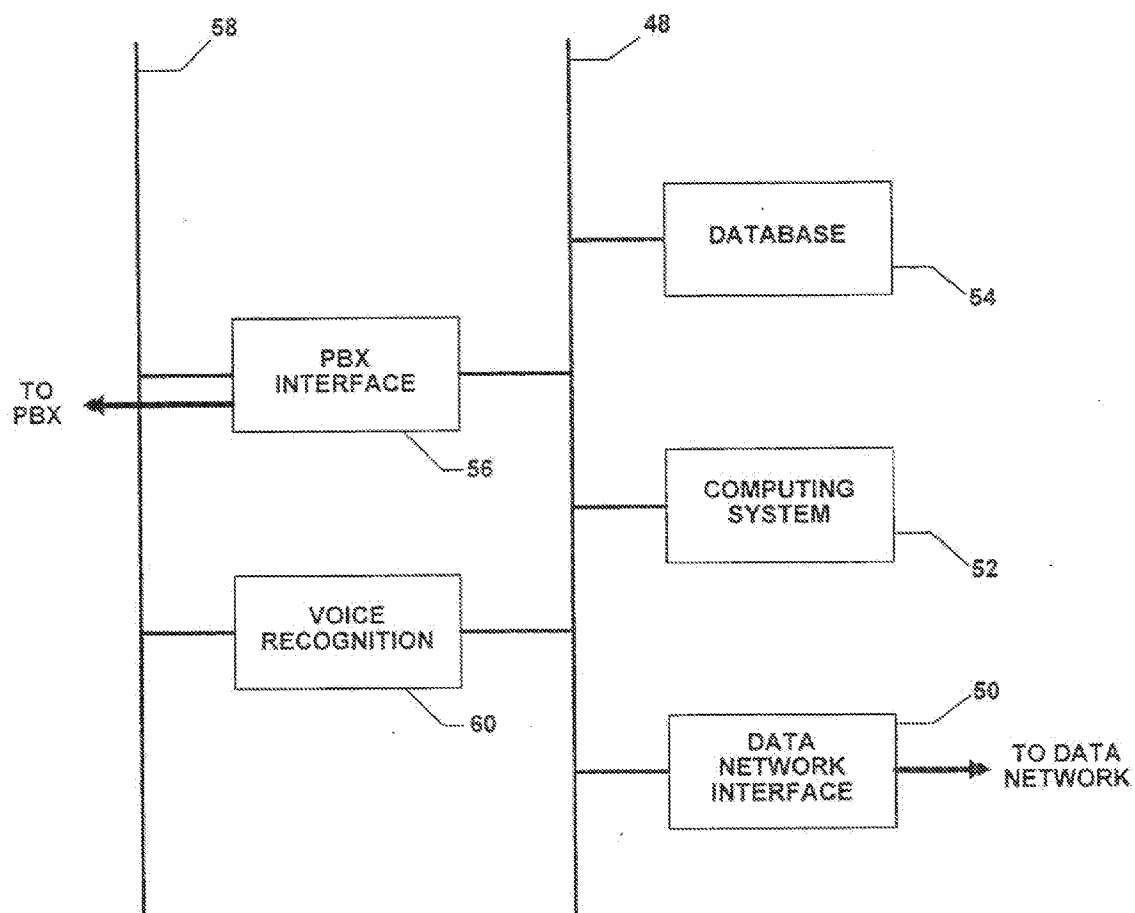 58
48
DATABASE
54
PBX
INTERFACE
TO
PBX
56
COMPUTING
SYSTEM
52
VOICE
RECOGNITION
60
50
DATA
NETWORK
INTERFACE
TO DATA
NETWORK